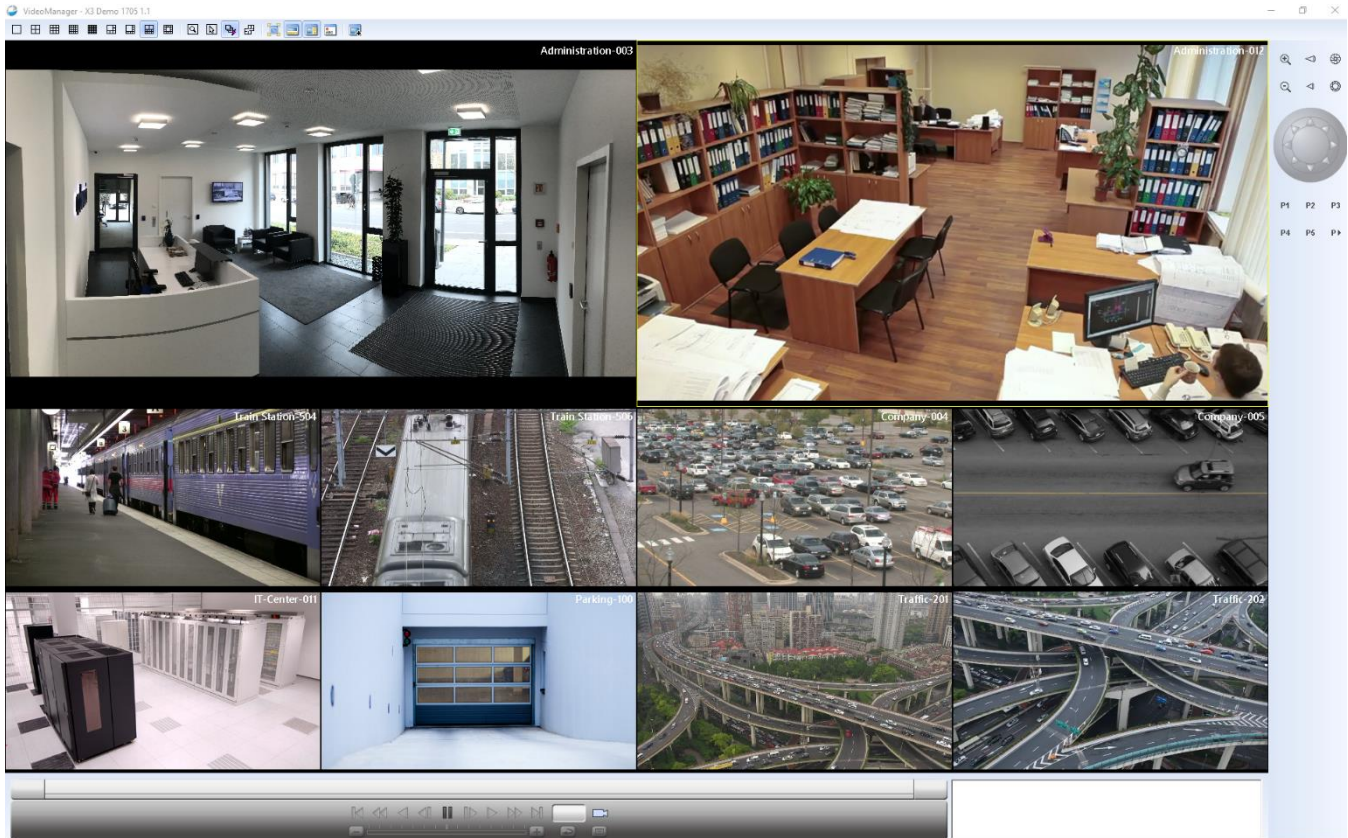 VideoManager - X3 Demo 1705 1.1
Administration-003
Administration-012
P1 P2 P3
P4 P5 P
Train Station-504
Train Station-506
Company-004
Company-005
IT-Center-011
Parking-100
Traffic-201
Traffic-202